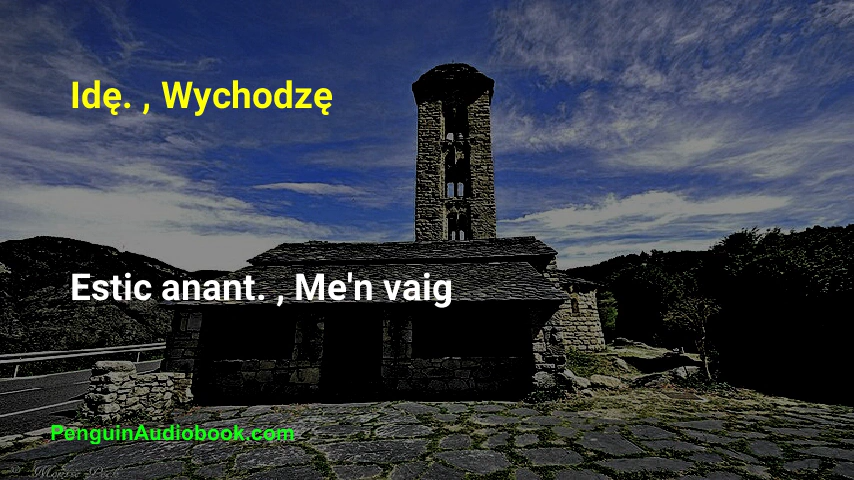 Idę. , Wychodzę
Estic anant. , Me'n vaig
PenguinAudiobook.com